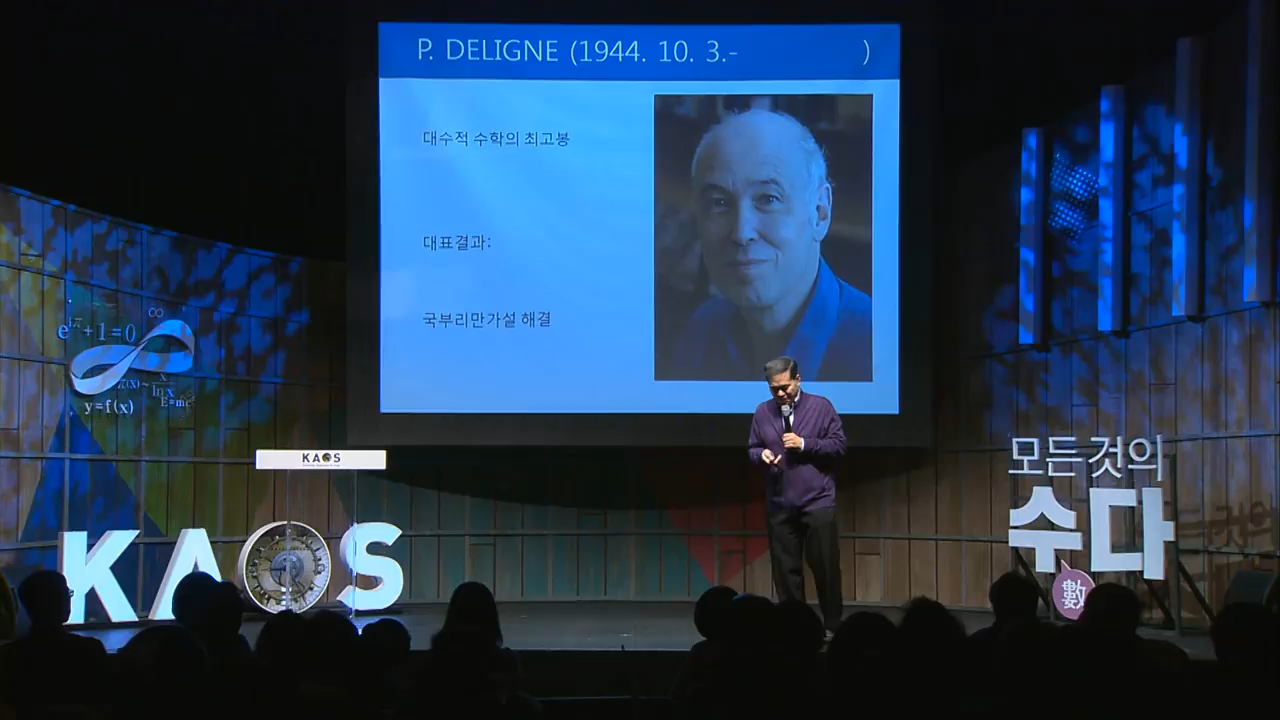 P. DELIGNE (1944. 10. 3.- )
대수적 수학의 최고봉
대표결과:
국부리만가설 해결
e^iπ+1=0
∞
π(x)~x/ln x
E=mc²
y=f(x)
KAOS
KAOS
모든것의
수다
數